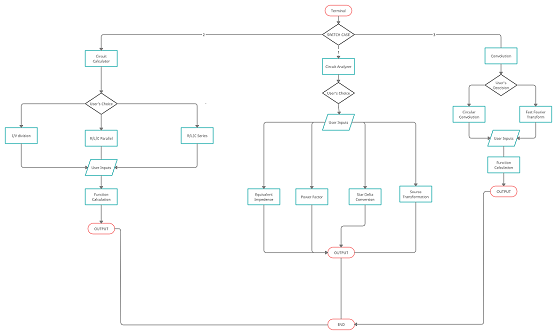 Terminal
SWITCH CASE
2
3
Circuit
Calculator
Circuit Analyzer
Convolution
User's Choice
User's Choice
User's
Decision
I/V division
R/L/C Parallel
R/L/C Series
User Inputs
Circular
Convolution
Fast Fourier
Transform
User Inputs
User Inputs
Function
Calculation
Function
Calculation
Equivalent
Impedance
Power Factor
Star Delta
Conversion
Source
Transformation
OUTPUT
OUTPUT
OUTPUT
END